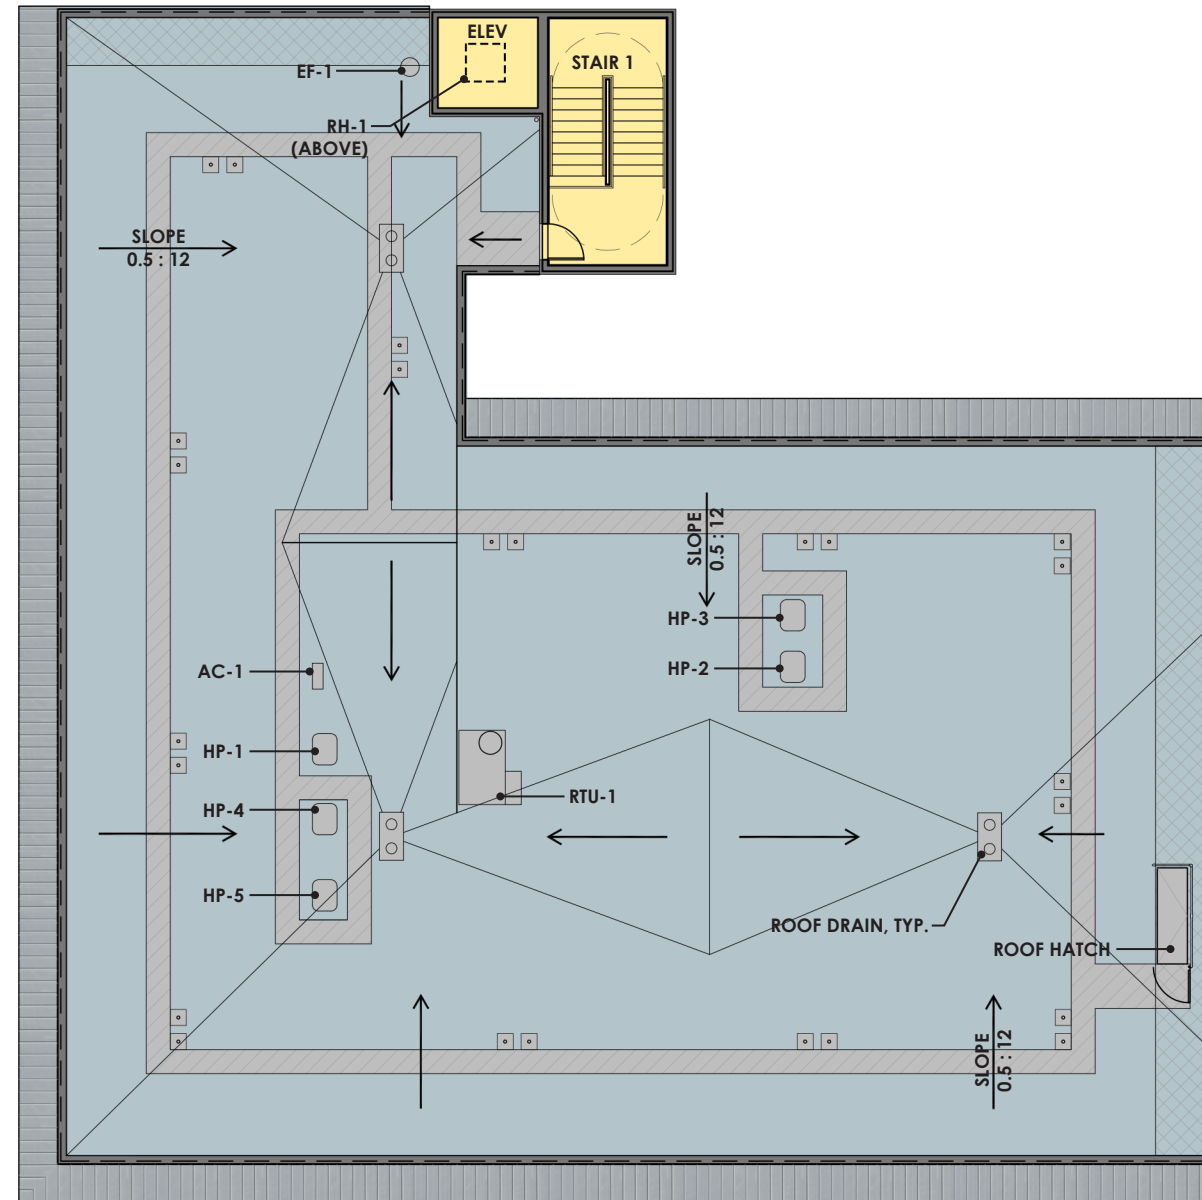 ELEV
STAIR 1
EF-1
RH-1
(ABOVE)
SLOPE
0.5 : 12
SLOPE
0.5 : 12
HP-3
HP-2
AC-1
HP-1
HP-4
HP-5
RTU-1
ROOF DRAIN, TYP.
ROOF HATCH
SLOPE
0.5 : 12